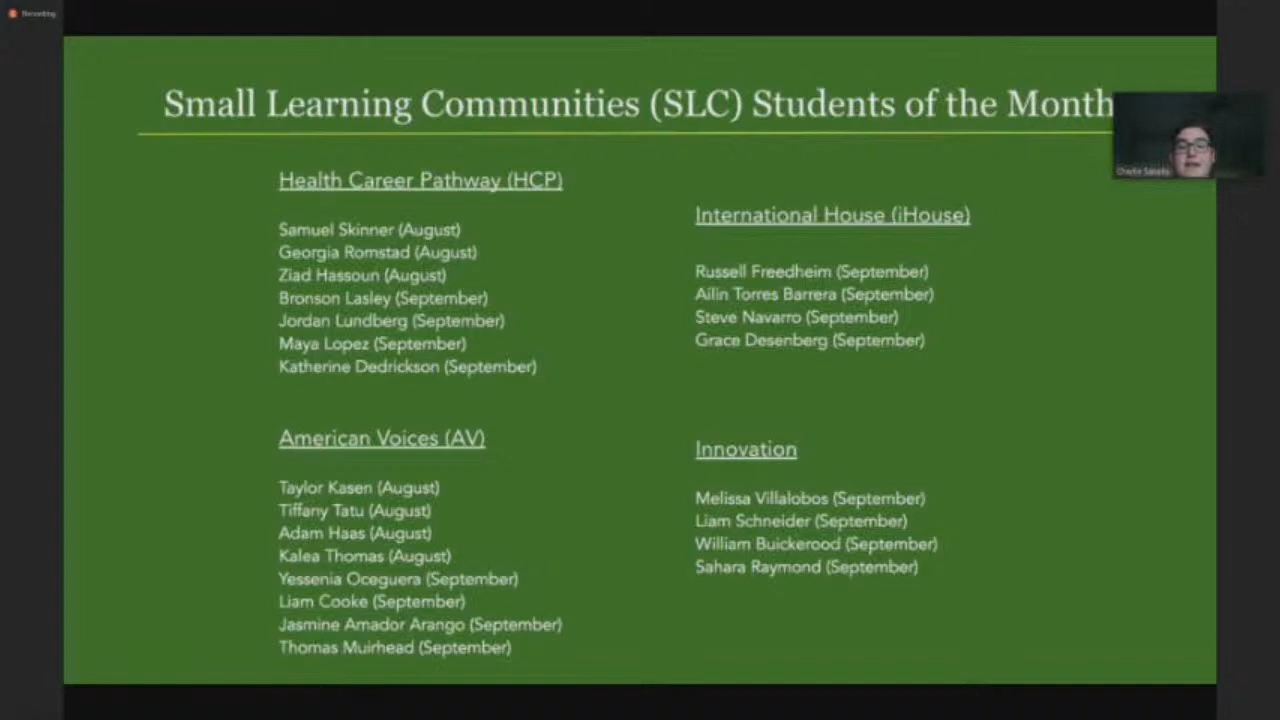 Recording
Small Learning Communities (SLC) Students of the Month
Health Career Pathway (HCP)
Samuel Skinner (August)
Georgia Romstad (August)
Ziad Hassoun (August)
Bronson Lasley (September)
Jordan Lundberg (September)
Maya Lopez (September)
Katherine Dedrickson (September)
American Voices (AV)
Taylor Kasen (August)
Tiffany Tatu (August)
Adam Haas (August)
Kalea Thomas (August)
Yessenia Oceguera (September)
Liam Cooke (September)
Jasmine Amador Arango (September)
Thomas Muirhead (September)
International House (iHouse)
Russell Freedheim (September)
Ailin Torres Barrera (September)
Steve Navarro (September)
Grace Desenberg (September)
Innovation
Melissa Villalobos (September)
Liam Schneider (September)
William Buickerood (September)
Sahara Raymond (September)
Charlie